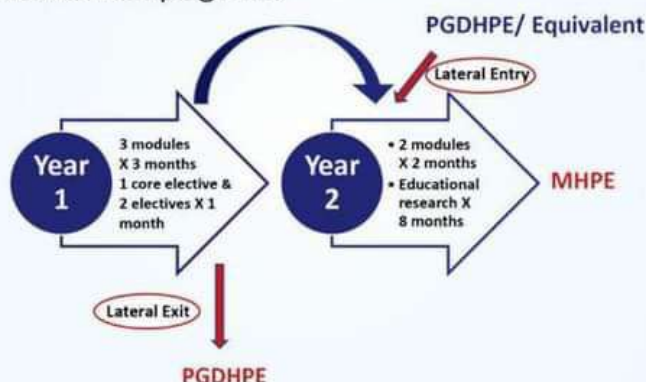 PGDHPE/ Equivalent
Lateral Entry
Year
1
3 modules
X 3 months
1 core elective &
2 electives X 1
month
Year
2
• 2 modules
X 2 months
• Educational
research X
8 months
MHPE
Lateral Exit
PGDHPE